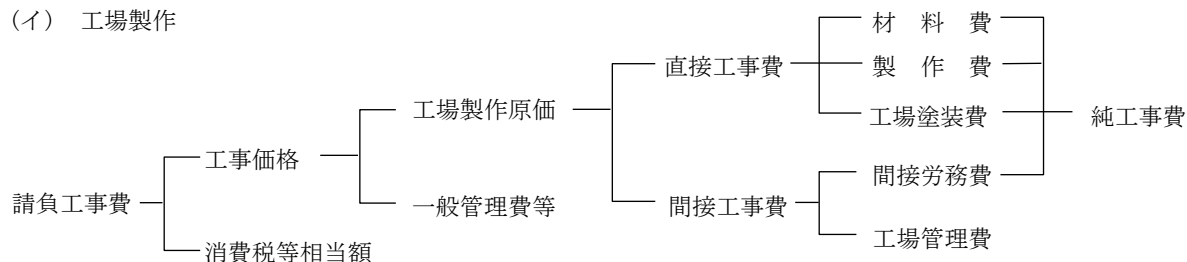 (イ) 工場製作
材料費
直接工事費 製作費
工場製作原価 工場塗装費 純工事費
工事価格 間接労務費
請負工事費 一般管理費等 間接工事費
工場管理費
消費税等相当額